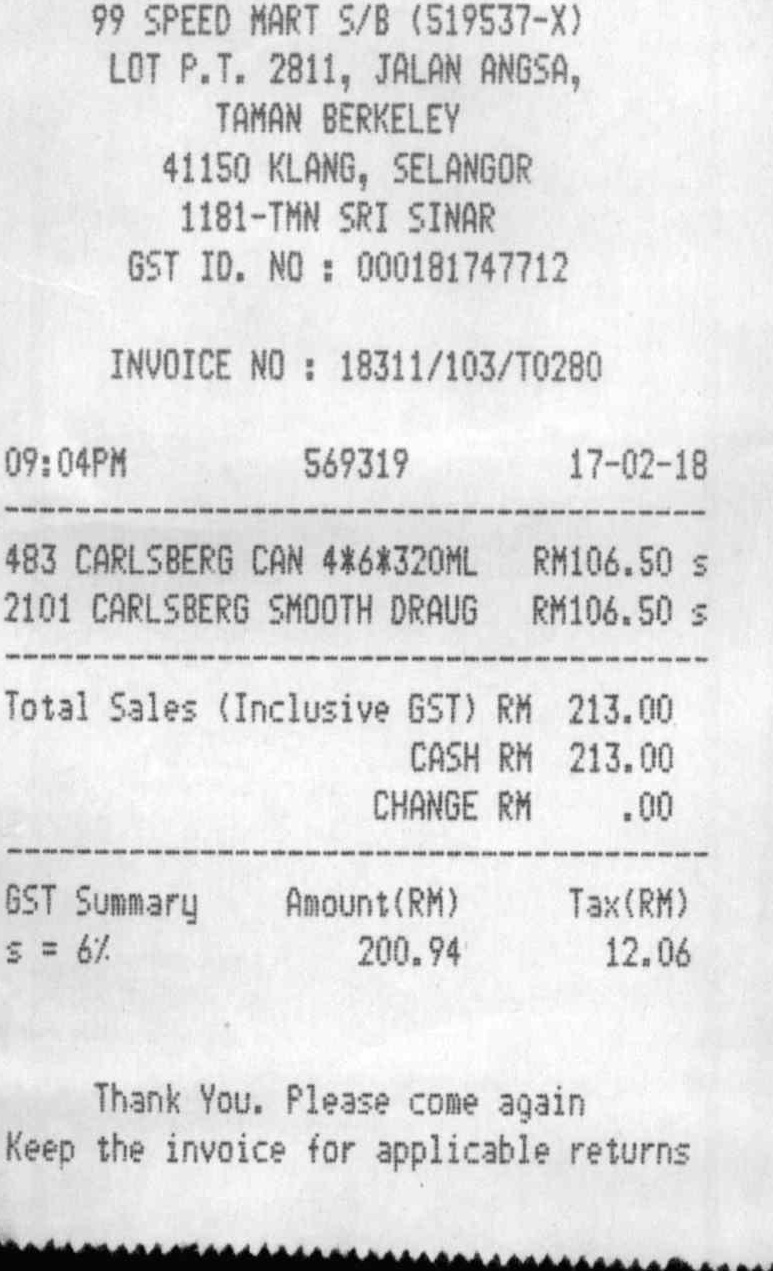 99 SPEED MART S/B (519537-X)
LOT P.T. 2811, JALAN ANGSA,
TAMAN BERKELEY
41150 KLANG, SELANGOR
1181-TMN SRI SINAR
GST ID. NO : 000181747712
INVOICE NO : 18311/103/T0280
09:04PM 569319 17-02-18
483 CARLSBERG CAN 4*6*320ML RM106.50 s
2101 CARLSBERG SMOOTH DRAUG RM106.50 s
Total Sales (Inclusive GST) RM 213.00
CASH RM 213.00
CHANGE RM .00
GST Summary Amount(RM) Tax(RM)
s = 6% 200.94 12.06
Thank You. Please come again
Keep the invoice for applicable returns